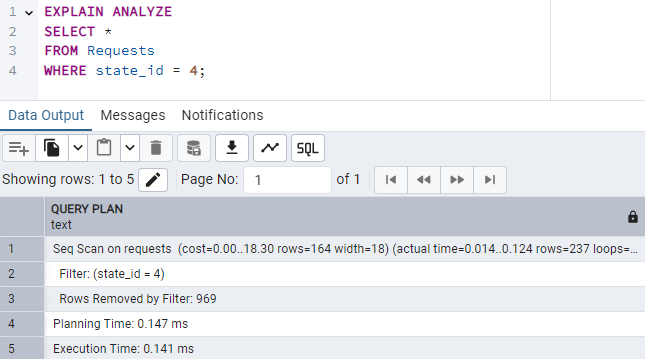 1 EXPLAIN ANALYZE
2 SELECT *
3 FROM Requests
4 WHERE state_id = 4;
Data Output Messages Notifications
SQL
Showing rows: 1 to 5 Page No: 1 of 1
QUERY PLAN
text
1 Seq Scan on requests (cost=0.00..18.30 rows=164 width=18) (actual time=0.014..0.124 rows=237 loops=...
2 Filter: (state_id = 4)
3 Rows Removed by Filter: 969
4 Planning Time: 0.147 ms
5 Execution Time: 0.141 ms